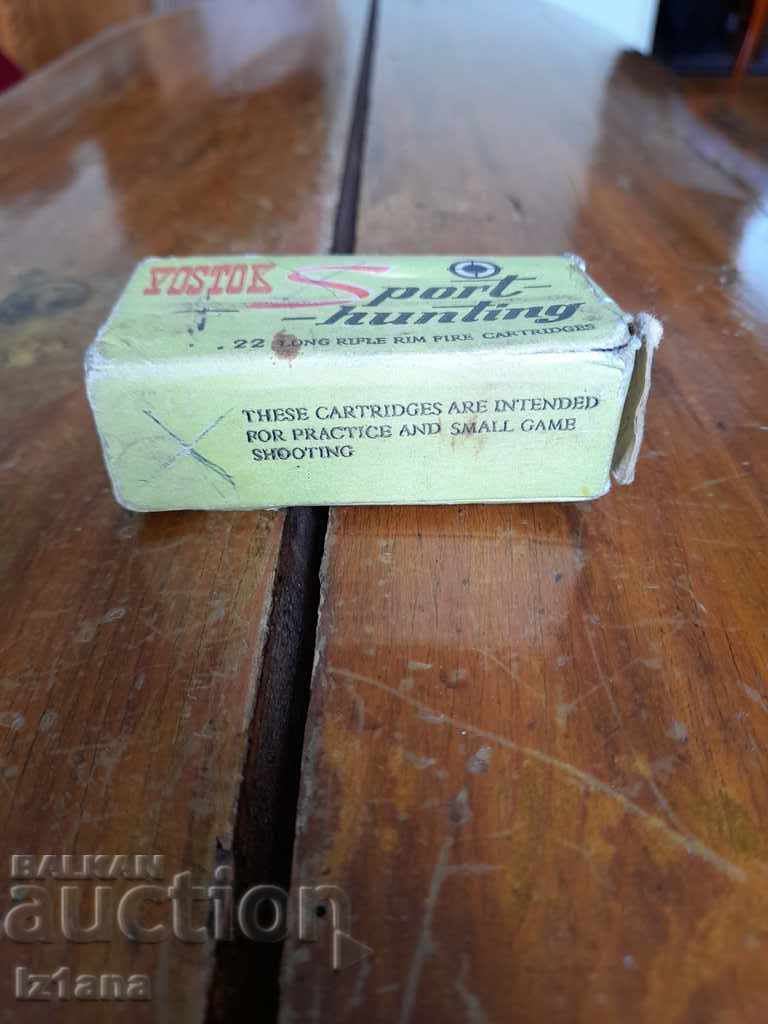 VOSTOK Sport-
-hunting
.22 LONG RIFLE RIM FIRE CARTRIDGES
THESE CARTRIDGES ARE INTENDED
FOR PRACTICE AND SMALL GAME
SHOOTING
BALKAN
auction
Iz1ana